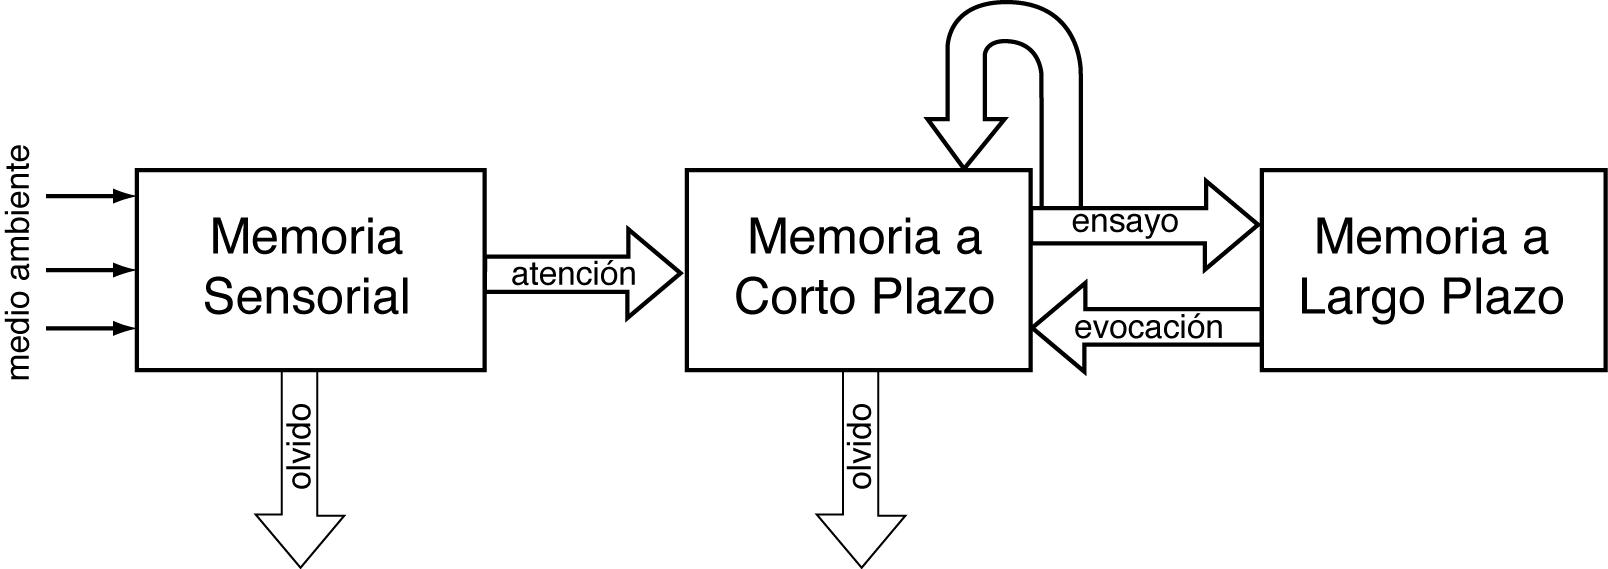 medio ambiente
Memoria
Sensorial
atención
Memoria a
Corto Plazo
ensayo
evocación
Memoria a
Largo Plazo
olvido
olvido